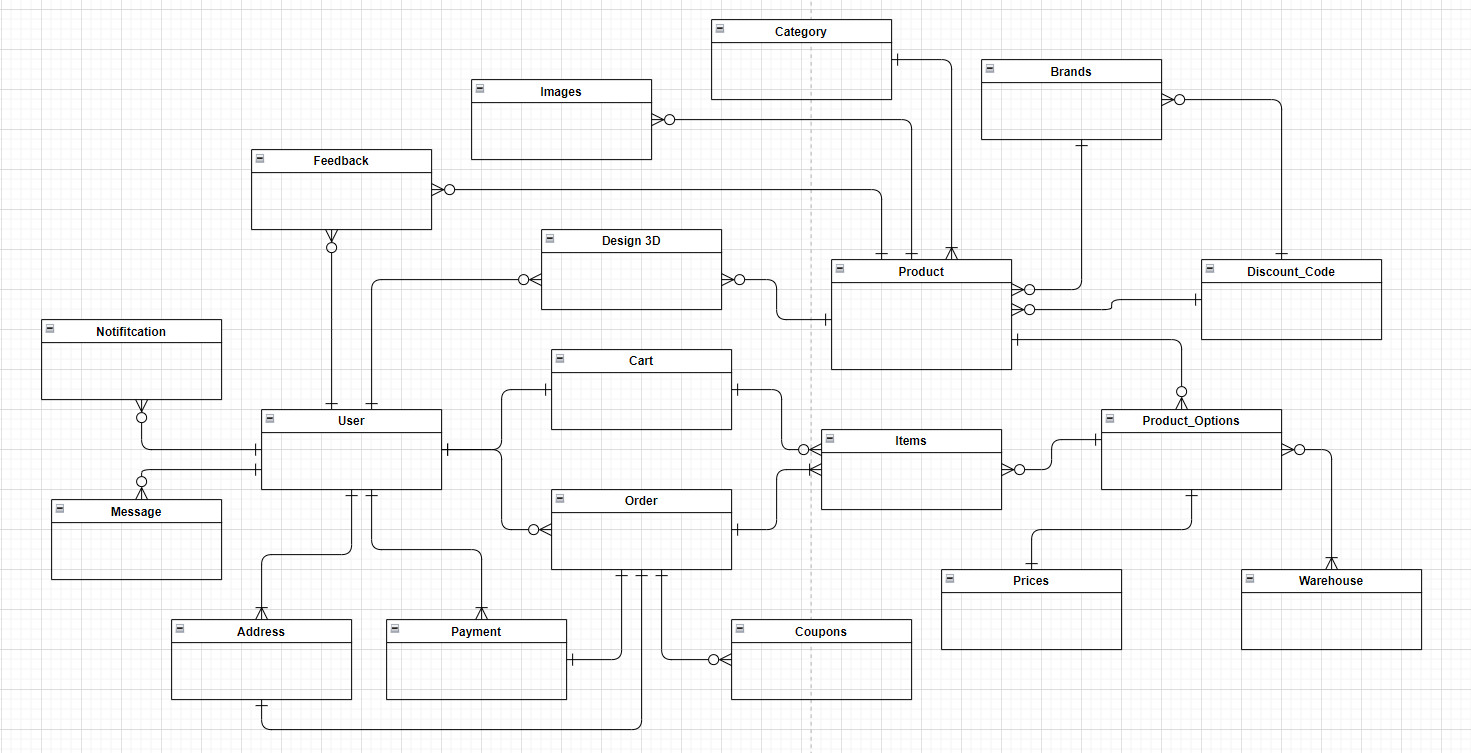 Category
Brands
Images
Feedback
Design 3D
Product
Discount_Code
Notifitcation
Cart
User
Items
Product_Options
Message
Order
Prices
Warehouse
Address
Payment
Coupons